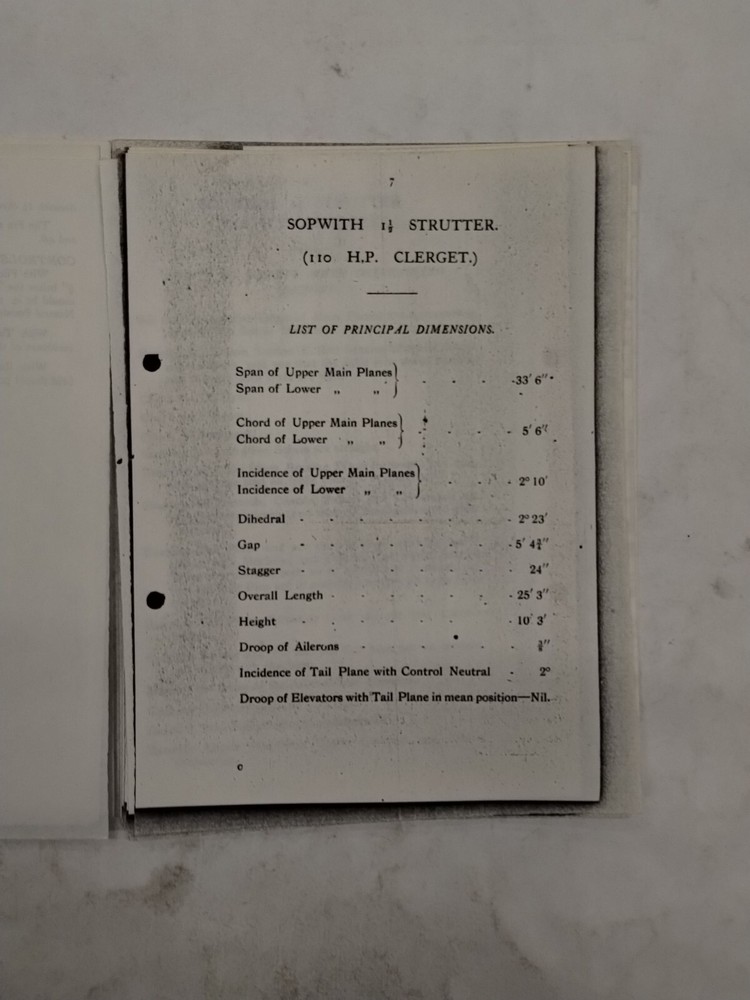 7
SOPWITH 1½ STRUTTER.
(110 H.P. CLERGET.)
LIST OF PRINCIPAL DIMENSIONS.
Span of Upper Main Planes} - - - -33′ 6″
Span of Lower „ „ }
Chord of Upper Main Planes} - - - 5′ 6″
Chord of Lower „ „ }
Incidence of Upper Main Planes} - - - 2° 10′
Incidence of Lower „ „ }
Dihedral - - - - - - - - 2° 23′
Gap - - - - - - - 5′ 4¾″
Stagger - - - - - - 24″
Overall Length - - - - - - - 25′ 3″
Height - - - - - - - 10′ 3′
Droop of Ailerons - - - - - - ¾″
Incidence of Tail Plane with Control Neutral - 2°
Droop of Elevators with Tail Plane in mean position—Nil.
C